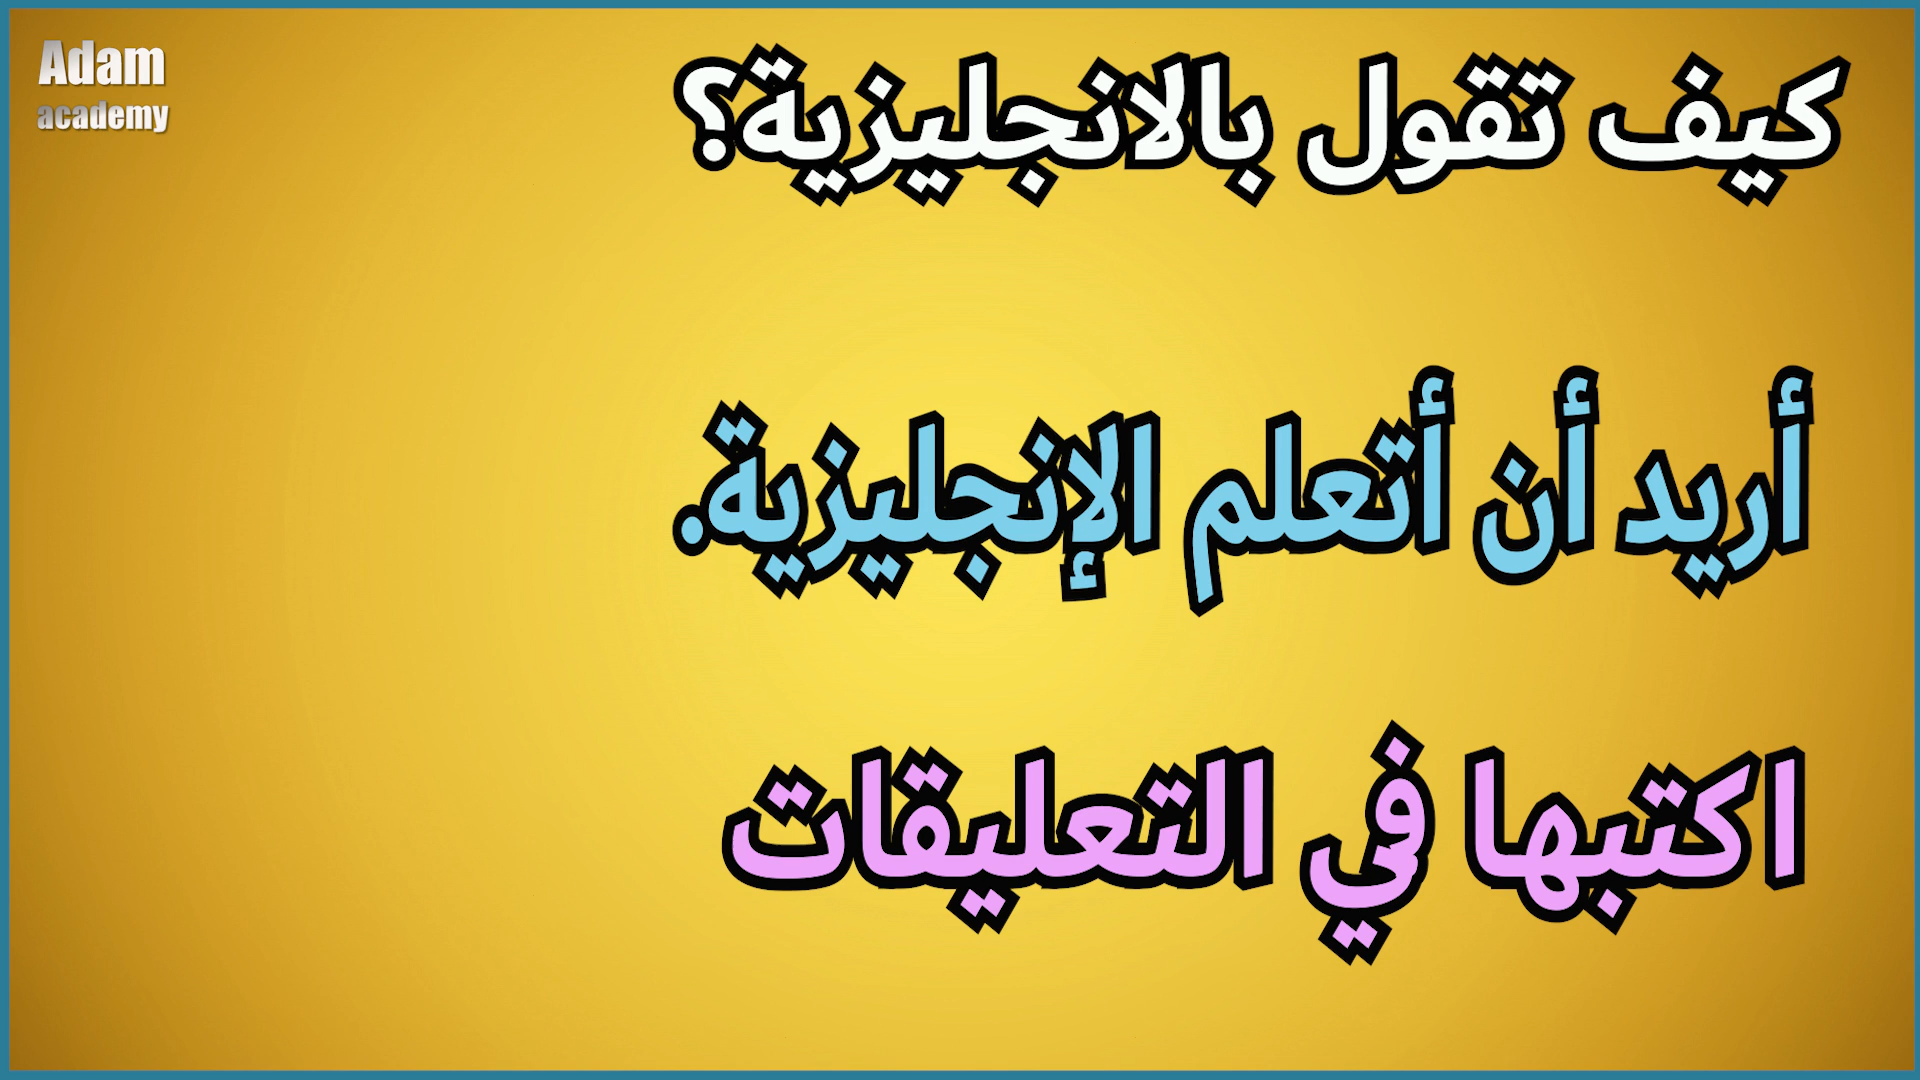 Adam
academy
كيف تقول بالانجليزية؟
أريد أن أتعلم الإنجليزية.
اكتبها في التعليقات